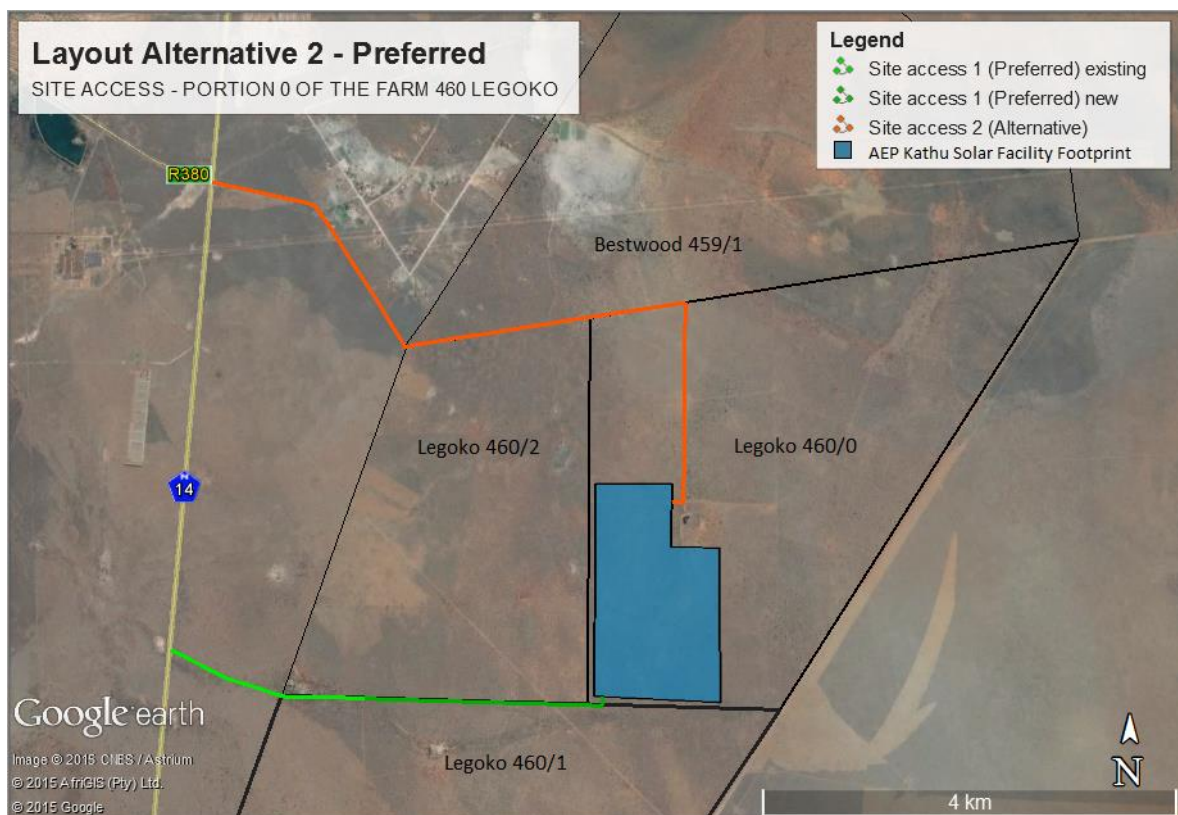 Layout Alternative 2 - Preferred
SITE ACCESS - PORTION 0 OF THE FARM 460 LEGOKO
Legend
Site access 1 (Preferred) existing
Site access 1 (Preferred) new
Site access 2 (Alternative)
AEP Kathu Solar Facility Footprint
R380
Bestwood 459/1
Legoko 460/2
Legoko 460/0
14
Legoko 460/1
Google earth
Image © 2015 CNES / Astrium
© 2015 AfriGIS (Pty) Ltd.
© 2015 Google
N
4 km